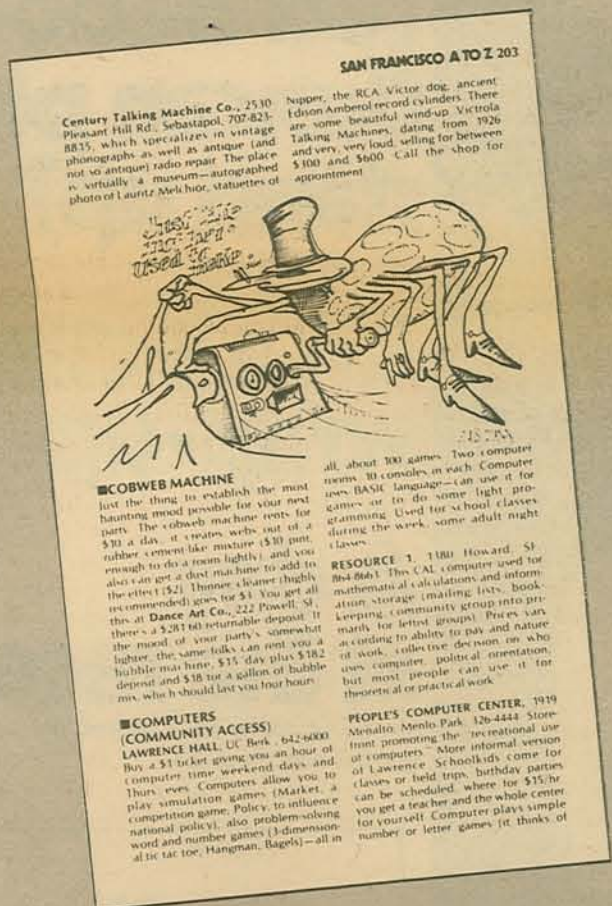 SAN FRANCISCO A TO Z 203
Century Talking Machine Co., 2530
Pleasant Hill Rd., Sebastapol, 707-823-
8835, which specializes in vintage
phonographs as well as antique (and
not so antique) radio repair. The place
is virtually a museum—autographed
photo of Lauritz Melchior, statuettes of
Nipper, the RCA Victor dog, ancient
Edison Amberol record cylinders. There
are some beautiful wind-up Victrola
Talking Machines, dating from 1926
and very, very loud, selling for between
$300 and $600. Call the shop for
appointment.
Just like
used to
make
■COBWEB MACHINE
Just the thing to establish the most
haunting mood possible for your next
party. The cobweb machine rents for
$10 a day, it creates webs out of a
rubber cement-like mixture ($10 pint,
enough to do a room lightly), and you
also can get a dust machine to add to
the effect ($2). Thinner cleaner (highly
recommended) goes for $1. You get all
this at Dance Art Co., 222 Powell, SF,
there's a $281.60 returnable deposit. If
the mood of your party's somewhat
lighter, the same folks can rent you a
bubble machine, $15 day plus $182
deposit and $18 for a gallon of bubble
mix, which should last you four hours.
■COMPUTERS
(COMMUNITY ACCESS)
LAWRENCE HALL, UC Berk., 642-6000
Buy a $1 ticket giving you an hour of
computer time weekend days and
Thurs eves Computers allow you to
play simulation games (Market, a
competition game, Policy, to influence
national policy), also problem-solving
word and number games (3-dimension-
al tic tac toe, Hangman, Bagels)—all in
all, about 100 games. Two computer
rooms, 10 consoles in each. Computer
uses BASIC language—can use it for
games or to do some light pro-
gramming. Used for school classes
during the week, some adult night
classes.
RESOURCE 1, 1380 Howard, SF,
864-8663. This CAL computer used for
mathematical calculations and inform-
ation storage (mailing lists, book-
keeping, community group into pri-
marily for leftist groups). Prices vary
according to ability to pay and nature
of work, collective decision on who
uses computer, political orientation,
but most people can use it for
theoretical or practical work.
PEOPLE'S COMPUTER CENTER, 1919
Menalto, Menlo Park, 326-4444 Store-
front promoting the "recreational use
of computers." More informal version
of Lawrence Schoolkids come for
classes or field trips, birthday parties
can be scheduled, where for $15/hr
you get a teacher and the whole center
for yourself. Computer plays simple
number or letter games (it thinks of